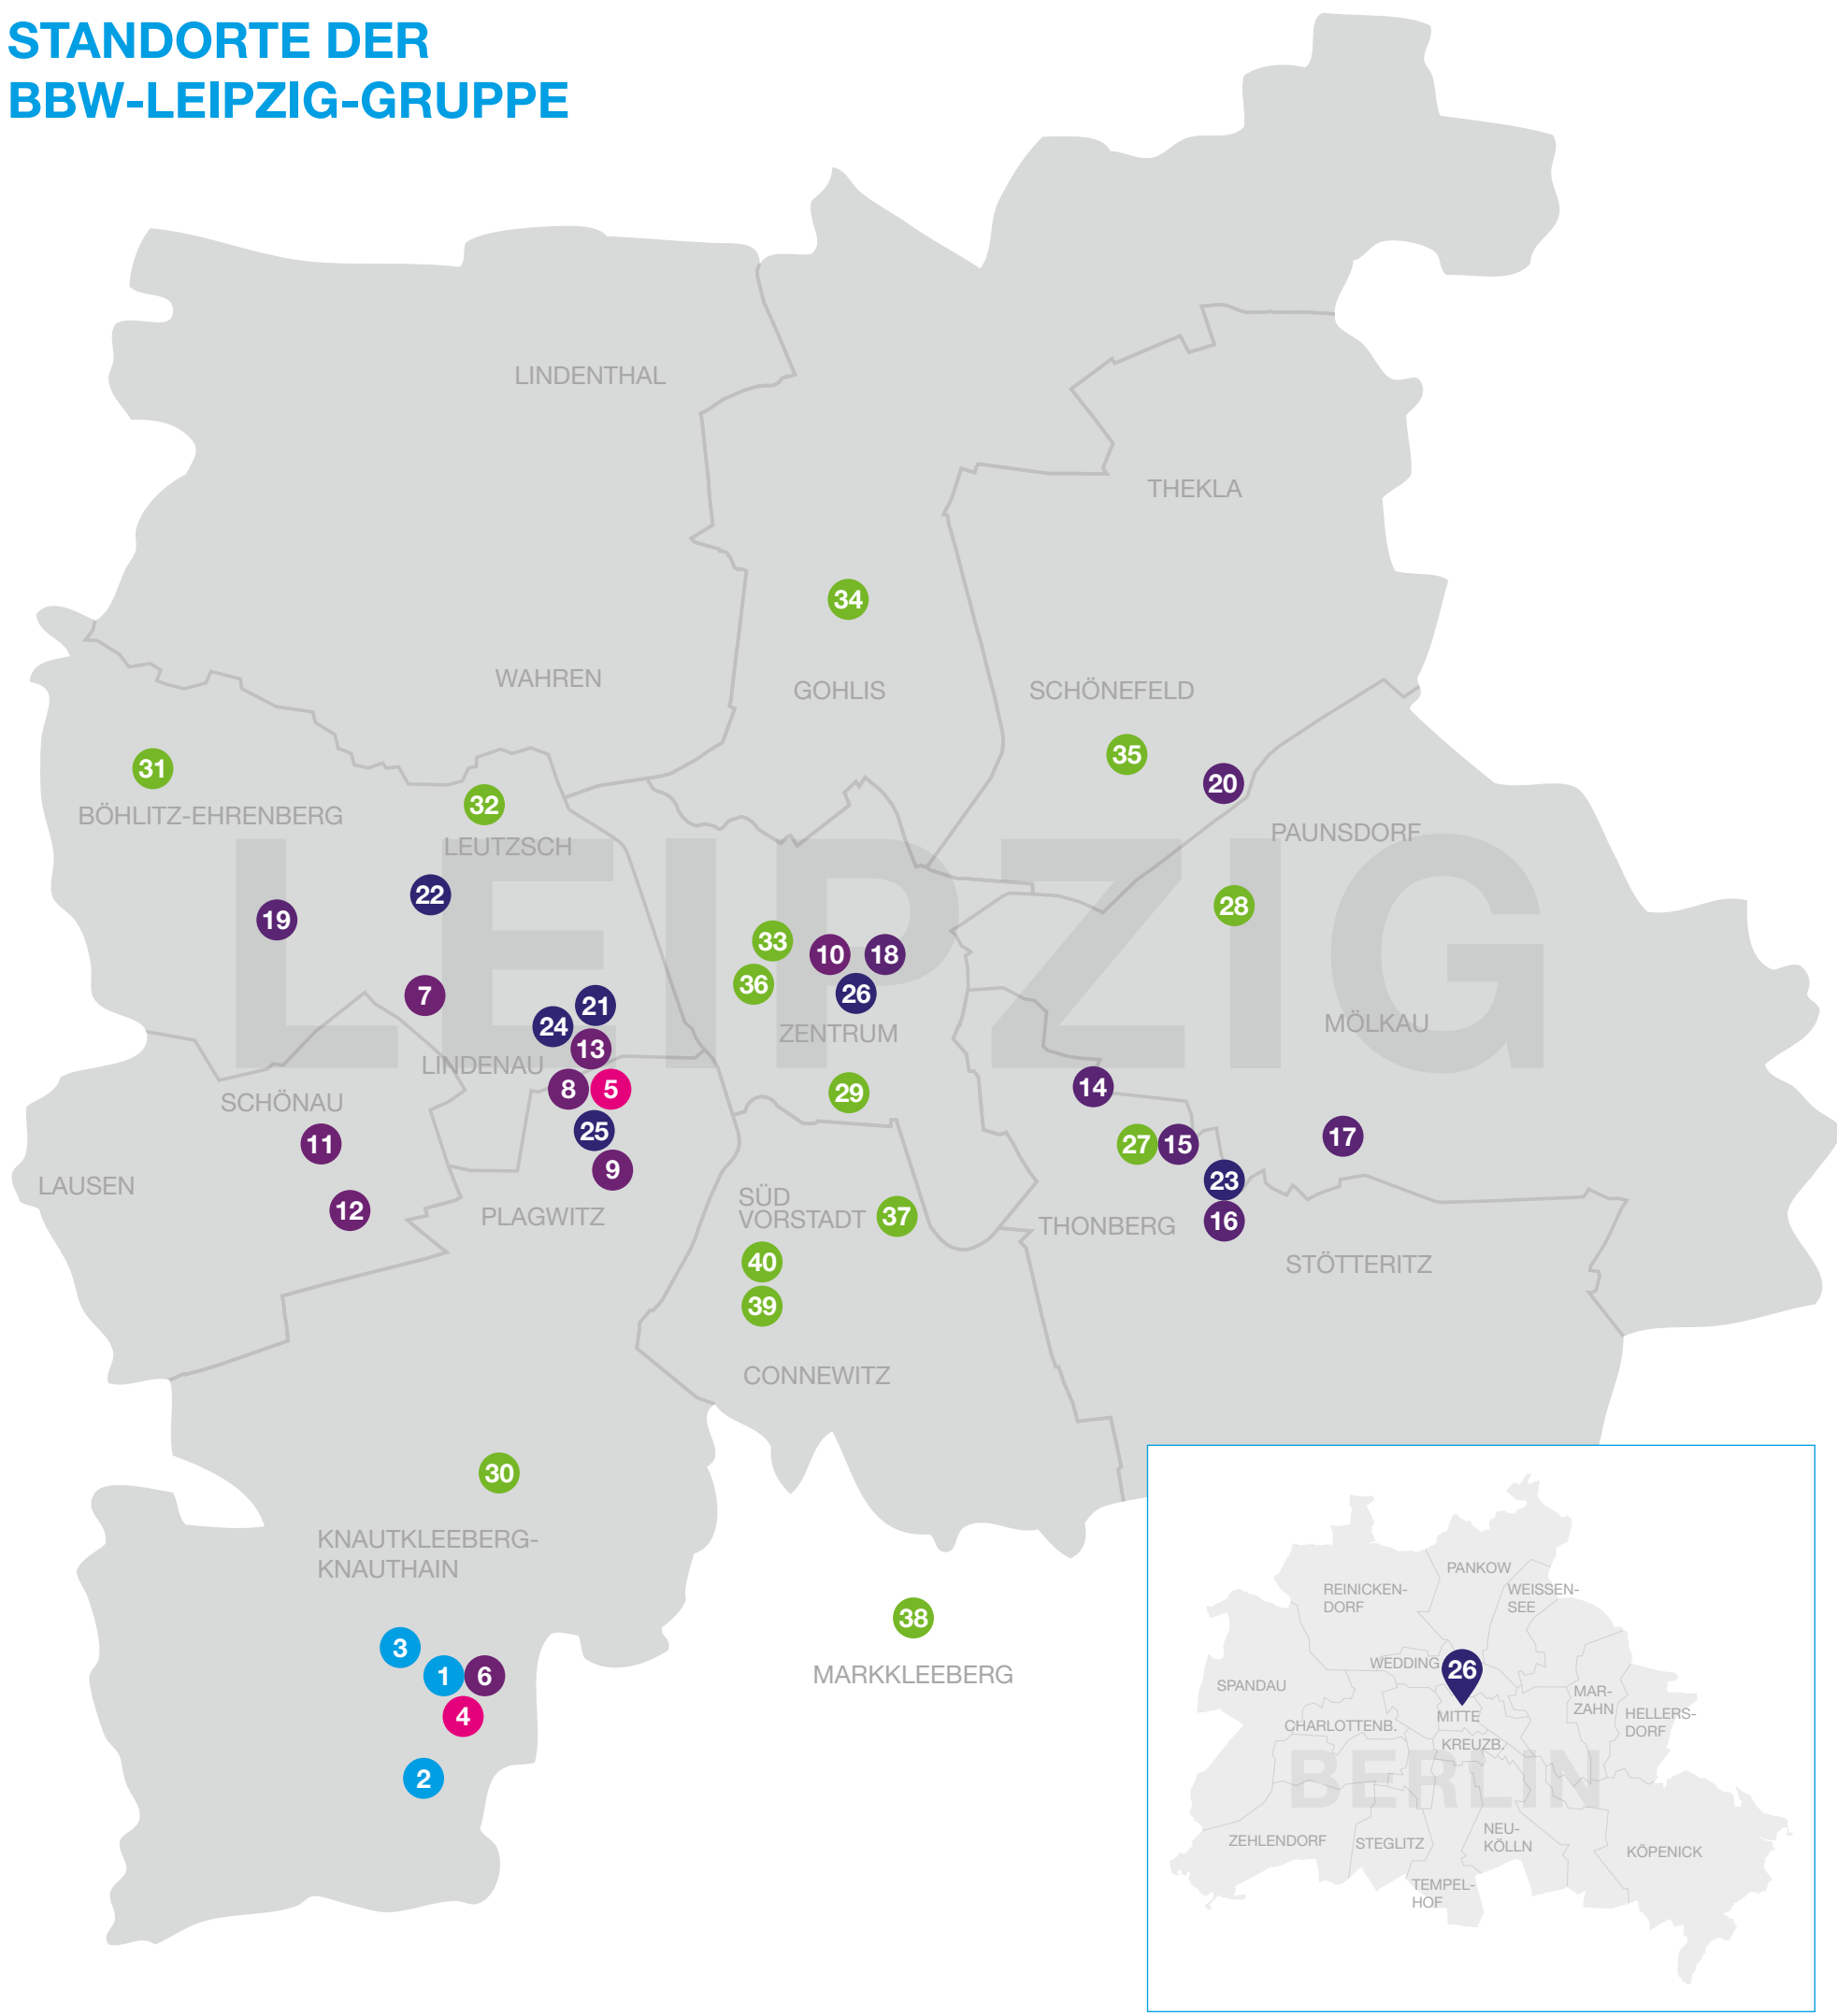 STANDORTE DER
BBW-LEIPZIG-GRUPPE
LINDENTHAL
THEKLA
34
WAHREN
GOHLIS
SCHÖNEFELD
31
35
20
32
BÖHLITZ-EHRENBERG
LEUTZSCH
PAUNSDORF
LEIPZIG
22
19
28
33
10
18
36
26
7
21
24
ZENTRUM
MÖLKAU
13
LINDENAU
8
5
29
14
SCHÖNAU
25
11
27
15
17
9
23
LAUSEN
12
PLAGWITZ
SÜD
VORSTADT
37
THONBERG
16
40
STÖTTERITZ
39
CONNEWITZ
30
KNAUTKLEEBERG-
KNAUTHAIN
3
1
6
4
2
38
MARKKLEEBERG
PANKOW
REINICKEN-
DORF
WEISSEN-
SEE
WEDDING
26
SPANDAU
MAR-
ZAHN
HELLERS-
DORF
CHARLOTTENB.
MITTE
KREUZB.
BERLIN
ZEHLENDORF
STEGLITZ
NEU-
KÖLLN
KÖPENICK
TEMPEL-
HOF